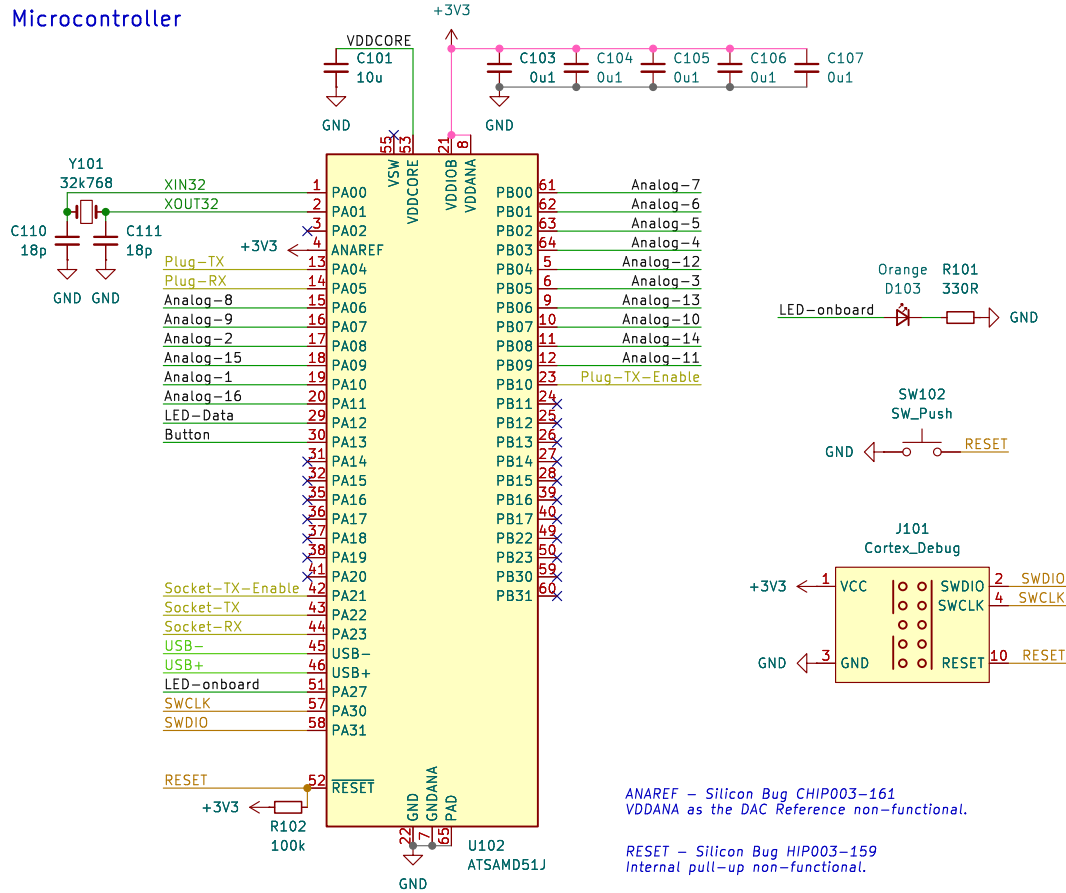 Microcontroller
+3V3
VDDCORE
C101
10u
GND
C103
0u1
C104
0u1
C105
0u1
C106
0u1
C107
0u1
GND
55
53
21
8
VSW
VDDCORE
VDDIOB
VDDANA
Y101
32k768
C110
18p
C111
18p
GND
GND
XIN32
1
PA00
XOUT32
2
PA01
3
PA02
+3V3
4
ANAREF
Plug-TX
13
PA04
Plug-RX
14
PA05
Analog-8
15
PA06
Analog-9
16
PA07
Analog-2
17
PA08
Analog-15
18
PA09
Analog-1
19
PA10
Analog-16
20
PA11
LED-Data
29
PA12
Button
30
PA13
31
PA14
32
PA15
35
PA16
36
PA17
37
PA18
38
PA19
41
PA20
Socket-TX-Enable
42
PA21
Socket-TX
43
PA22
Socket-RX
44
PA23
USB-
45
USB-
USB+
46
USB+
LED-onboard
51
PA27
SWCLK
57
PA30
SWDIO
58
PA31
RESET
52
RESET
+3V3
R102
100k
PB00
61
Analog-7
PB01
62
Analog-6
PB02
63
Analog-5
PB03
64
Analog-4
PB04
5
Analog-12
PB05
6
Analog-3
PB06
9
Analog-13
PB07
10
Analog-10
PB08
11
Analog-14
PB09
12
Analog-11
PB10
23
Plug-TX-Enable
PB11
24
PB12
25
PB13
26
PB14
27
PB15
28
PB16
39
PB17
40
PB22
49
PB23
50
PB30
59
PB31
60
GND
GNDANA
PAD
22
7
65
GND
U102
ATSAMD51J
LED-onboard
Orange
D103
R101
330R
GND
SW102
SW_Push
GND
RESET
J101
Cortex_Debug
+3V3
1
VCC
GND
3
GND
SWDIO
2
SWDIO
SWCLK
4
SWCLK
RESET
10
RESET
ANAREF - Silicon Bug CHIP003-161
VDDANA as the DAC Reference non-functional.
RESET - Silicon Bug HIP003-159
Internal pull-up non-functional.